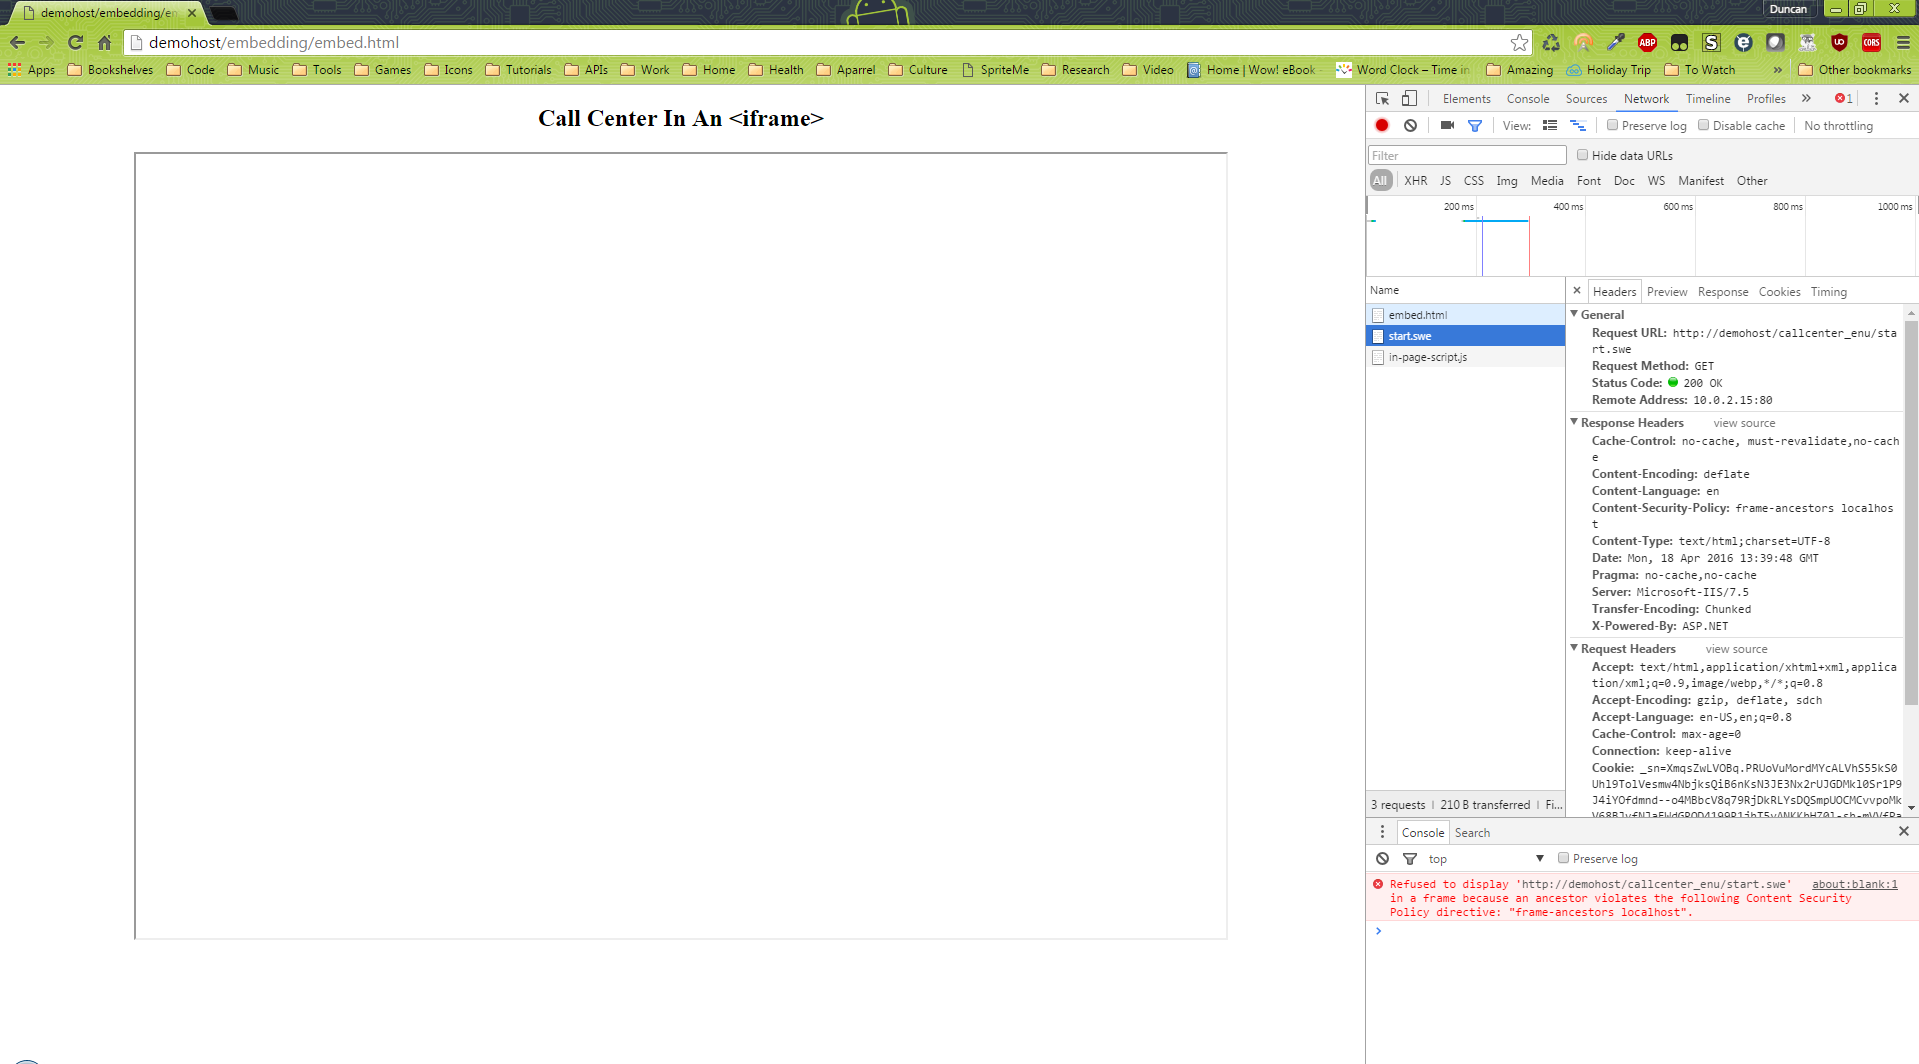 demohost/embedding/em
Duncan
demohost/embedding/embed.html
ABP
S
CORS
Apps Bookshelves Code Music Tools Games Icons Tutorials APIs Work Home Health Aparrel Culture SpriteMe Research Video Home | Wow! eBook Word Clock – Time in Amazing Holiday Trip To Watch » Other bookmarks
Call Center In An <iframe>
Elements Console Sources Network Timeline Profiles » 1
View: Preserve log Disable cache No throttling
Filter Hide data URLs
All XHR JS CSS Img Media Font Doc WS Manifest Other
200 ms 400 ms 600 ms 800 ms 1000 ms
Name
embed.html
start.swe
in-page-script.js
3 requests | 210 B transferred | Fi...
Headers Preview Response Cookies Timing
General
Request URL: http://demohost/callcenter_enu/sta
rt.swe
Request Method: GET
Status Code: 200 OK
Remote Address: 10.0.2.15:80
Response Headers view source
Cache-Control: no-cache, must-revalidate,no-cach
e
Content-Encoding: deflate
Content-Language: en
Content-Security-Policy: frame-ancestors localhos
t
Content-Type: text/html;charset=UTF-8
Date: Mon, 18 Apr 2016 13:39:48 GMT
Pragma: no-cache,no-cache
Server: Microsoft-IIS/7.5
Transfer-Encoding: Chunked
X-Powered-By: ASP.NET
Request Headers view source
Accept: text/html,application/xhtml+xml,applica
tion/xml;q=0.9,image/webp,*/*;q=0.8
Accept-Encoding: gzip, deflate, sdch
Accept-Language: en-US,en;q=0.8
Cache-Control: max-age=0
Connection: keep-alive
Cookie: _sn=XmqsZwLVOBq.PRUoVuMordMYcALVhS55kS0
Uhl9TolVesmw4NbjksQiB6nKsN3JE3Nx2rUJGDMkl0Sr1P9
J4iYOfdmnd--o4MBbcV8q79RjDkRLYsDQSmpUOCMCvvpoMk
Console Search
top Preserve log
Refused to display 'http://demohost/callcenter_enu/start.swe' about:blank:1
in a frame because an ancestor violates the following Content Security
Policy directive: "frame-ancestors localhost".